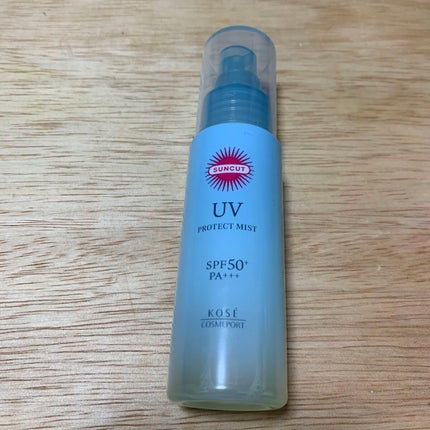 SUNCUT
UV
PROTECT MIST
SPF50+
PA+++
KOSÉ
COSMEPORT